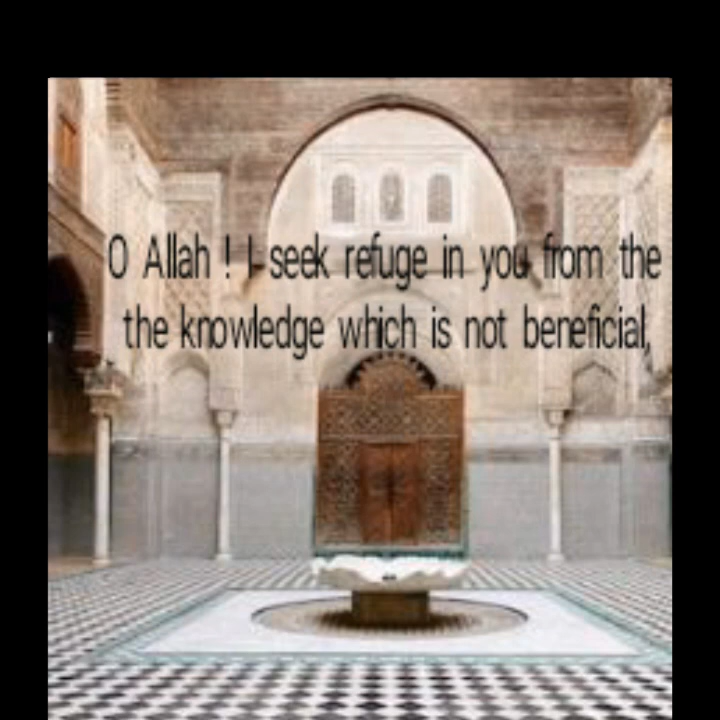 O Allah ! I seek refuge in you from the
the knowledge which is not beneficial,